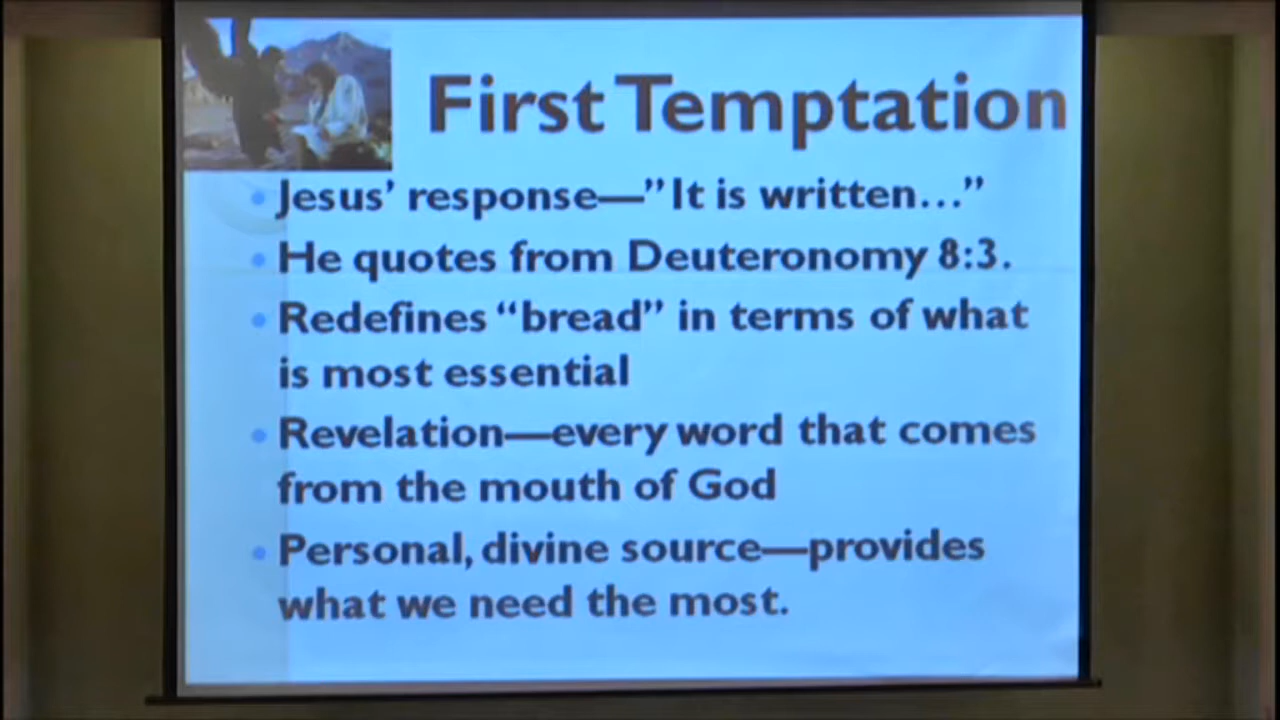 First Temptation
• Jesus’ response—”It is written…”
• He quotes from Deuteronomy 8:3.
• Redefines “bread” in terms of what
is most essential
• Revelation—every word that comes
from the mouth of God
• Personal, divine source—provides
what we need the most.